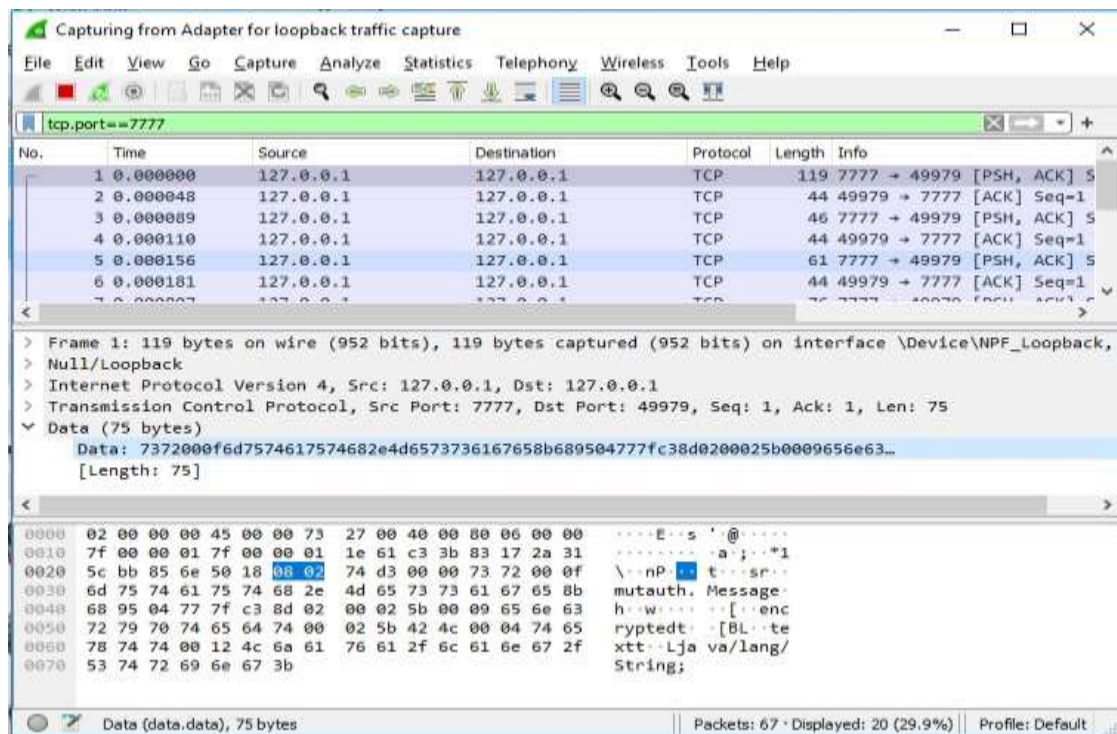 Capturing from Adapter for loopback traffic capture
File Edit View Go Capture Analyze Statistics Telephony Wireless Tools Help
tcp.port==7777
No. Time Source Destination Protocol Length Info
1 0.000000 127.0.0.1 127.0.0.1 TCP 119 7777 → 49979 [PSH, ACK] S
2 0.000048 127.0.0.1 127.0.0.1 TCP 44 49979 → 7777 [ACK] Seq=1
3 0.000089 127.0.0.1 127.0.0.1 TCP 46 7777 → 49979 [PSH, ACK] S
4 0.000110 127.0.0.1 127.0.0.1 TCP 44 49979 → 7777 [ACK] Seq=1
5 0.000156 127.0.0.1 127.0.0.1 TCP 61 7777 → 49979 [PSH, ACK] S
6 0.000181 127.0.0.1 127.0.0.1 TCP 44 49979 → 7777 [ACK] Seq=1
> Frame 1: 119 bytes on wire (952 bits), 119 bytes captured (952 bits) on interface \Device\NPF_Loopback,
> Null/Loopback
> Internet Protocol Version 4, Src: 127.0.0.1, Dst: 127.0.0.1
> Transmission Control Protocol, Src Port: 7777, Dst Port: 49979, Seq: 1, Ack: 1, Len: 75
Data (75 bytes)
Data: 7372000f6d7574617574682e4d6573736167658b689504777fc38d0200025b0009656e63…
[Length: 75]
0000 02 00 00 00 45 00 00 73 27 00 40 00 80 06 00 00 ····E··s '·@·····
0010 7f 00 00 01 7f 00 00 01 1e 61 c3 3b 83 17 2a 31 ········ ·a·;··*1
0020 5c bb 85 6e 50 18 08 02 74 d3 00 00 73 72 00 0f \··nP··· t···sr··
0030 6d 75 74 61 75 74 68 2e 4d 65 73 73 61 67 65 8b mutauth. Message·
0040 68 95 04 77 7f c3 8d 02 00 02 5b 00 09 65 6e 63 h··w···· ··[··enc
0050 72 79 70 74 65 64 74 00 02 5b 42 4c 00 04 74 65 ryptedt· ·[BL··te
0060 78 74 74 00 12 4c 6a 61 76 61 2f 6c 61 6e 67 2f xtt··Lja va/lang/
0070 53 74 72 69 6e 67 3b String;
Data (data.data), 75 bytes Packets: 67 · Displayed: 20 (29.9%) Profile: Default